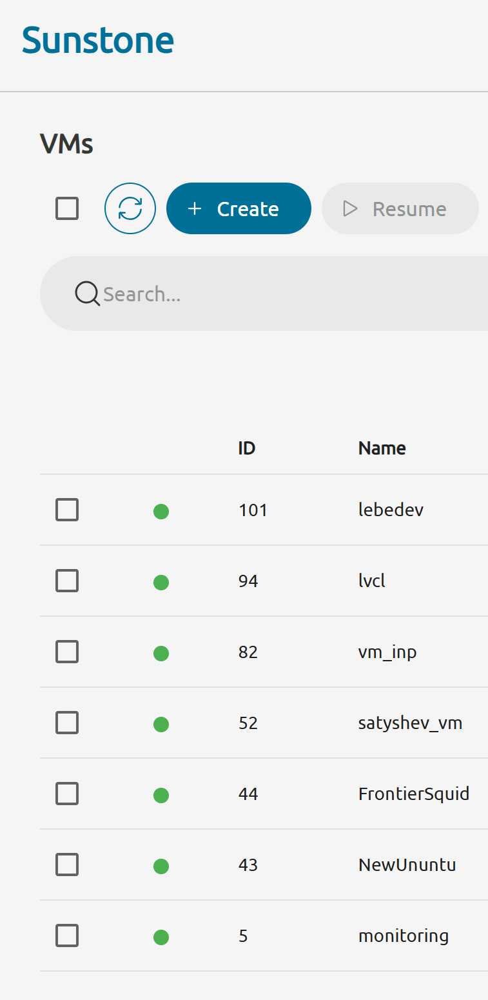 Sunstone
VMs
Create Resume
Search...
ID Name
101 lebedev
94 lvcl
82 vm_inp
52 satyshev_vm
44 FrontierSquid
43 NewUnuntu
5 monitoring